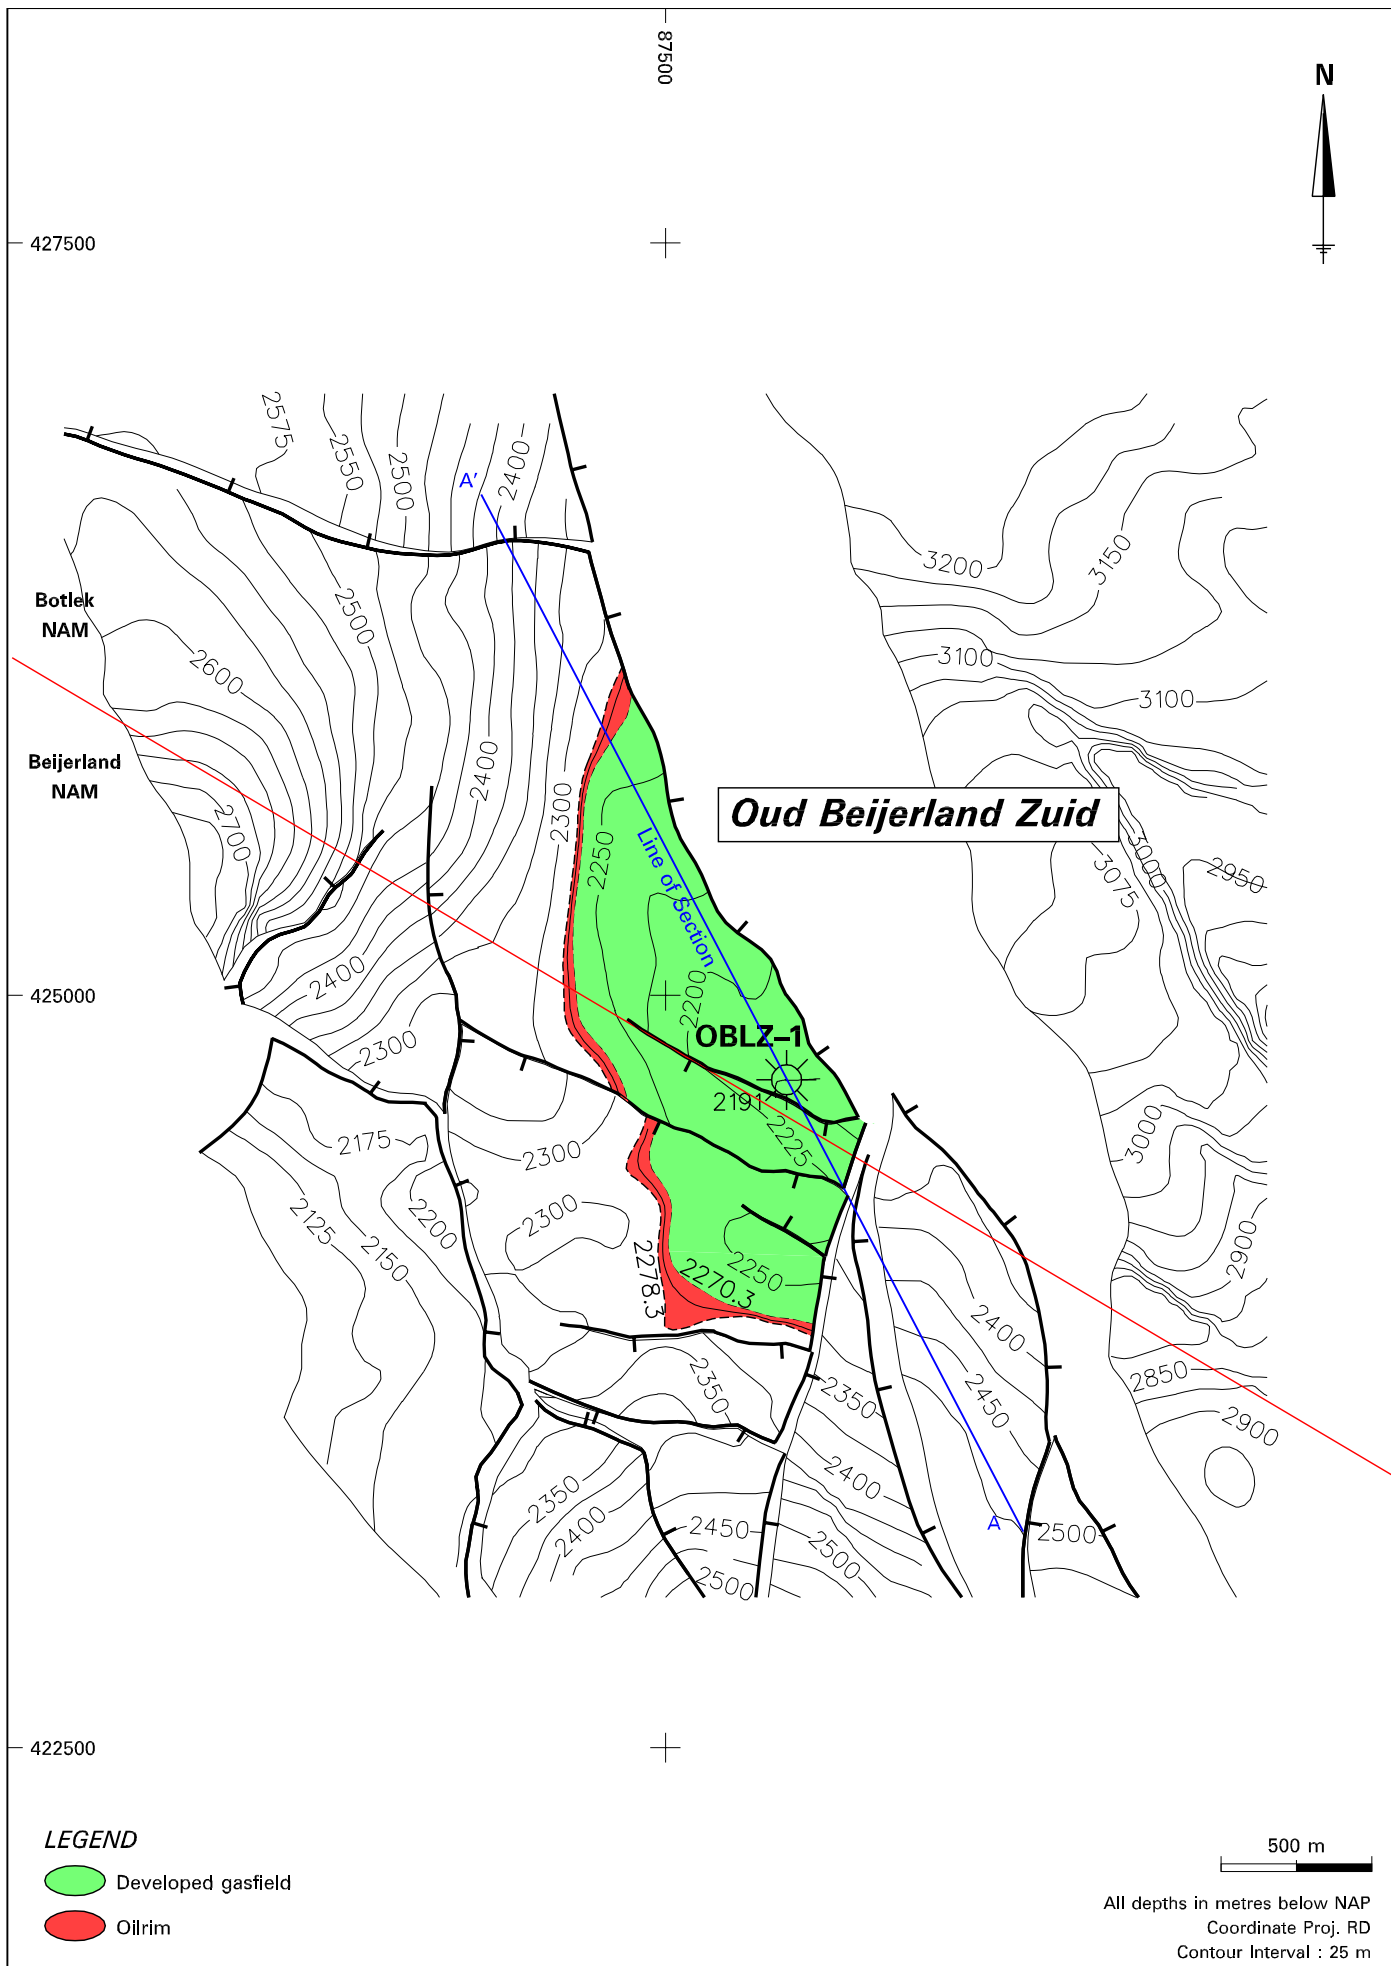 87500
N
427500
2575
2550
2500
2400
A'
3200
3150
Botlek
NAM
2500
2600
3100
3100
Beijerland
NAM
2400
2300
2700
2250
Oud Beijerland Zuid
Line of Section
3000
3075
2950
2400
425000
2200
2300
OBLZ–1
2191
2225
2175
2300
3000
2125
2150
2200
2300
2278.3
2270.3
2250
2900
2400
2350
2350
2450
2850
2900
2350
2400
2400
2450
2500
2500
A
2500
422500
LEGEND
Developed gasfield
Oilrim
500 m
All depths in metres below NAP
Coordinate Proj. RD
Contour Interval : 25 m